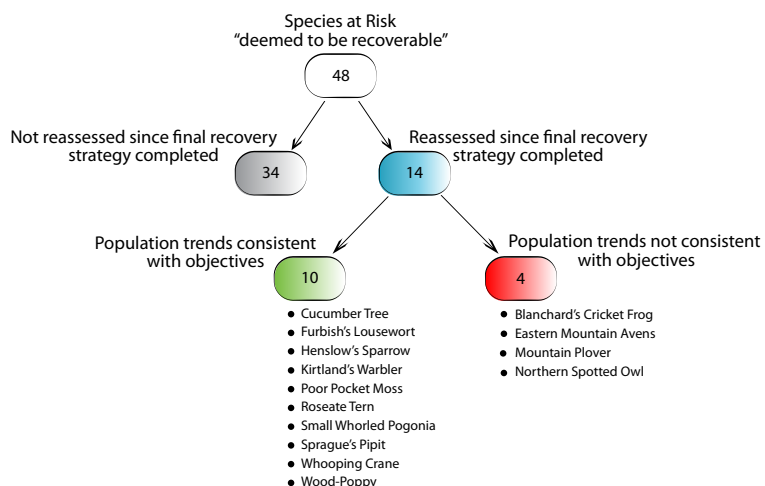 Species at Risk
“deemed to be recoverable”
48
Not reassessed since final recovery
strategy completed
34
Reassessed since final recovery
strategy completed
14
Population trends consistent
with objectives
10
Cucumber Tree
Furbish’s Lousewort
Henslow’s Sparrow
Kirtland’s Warbler
Poor Pocket Moss
Roseate Tern
Small Whorled Pogonia
Sprague’s Pipit
Whooping Crane
Wood-Poppy
Population trends not consistent
with objectives
4
Blanchard’s Cricket Frog
Eastern Mountain Avens
Mountain Plover
Northern Spotted Owl